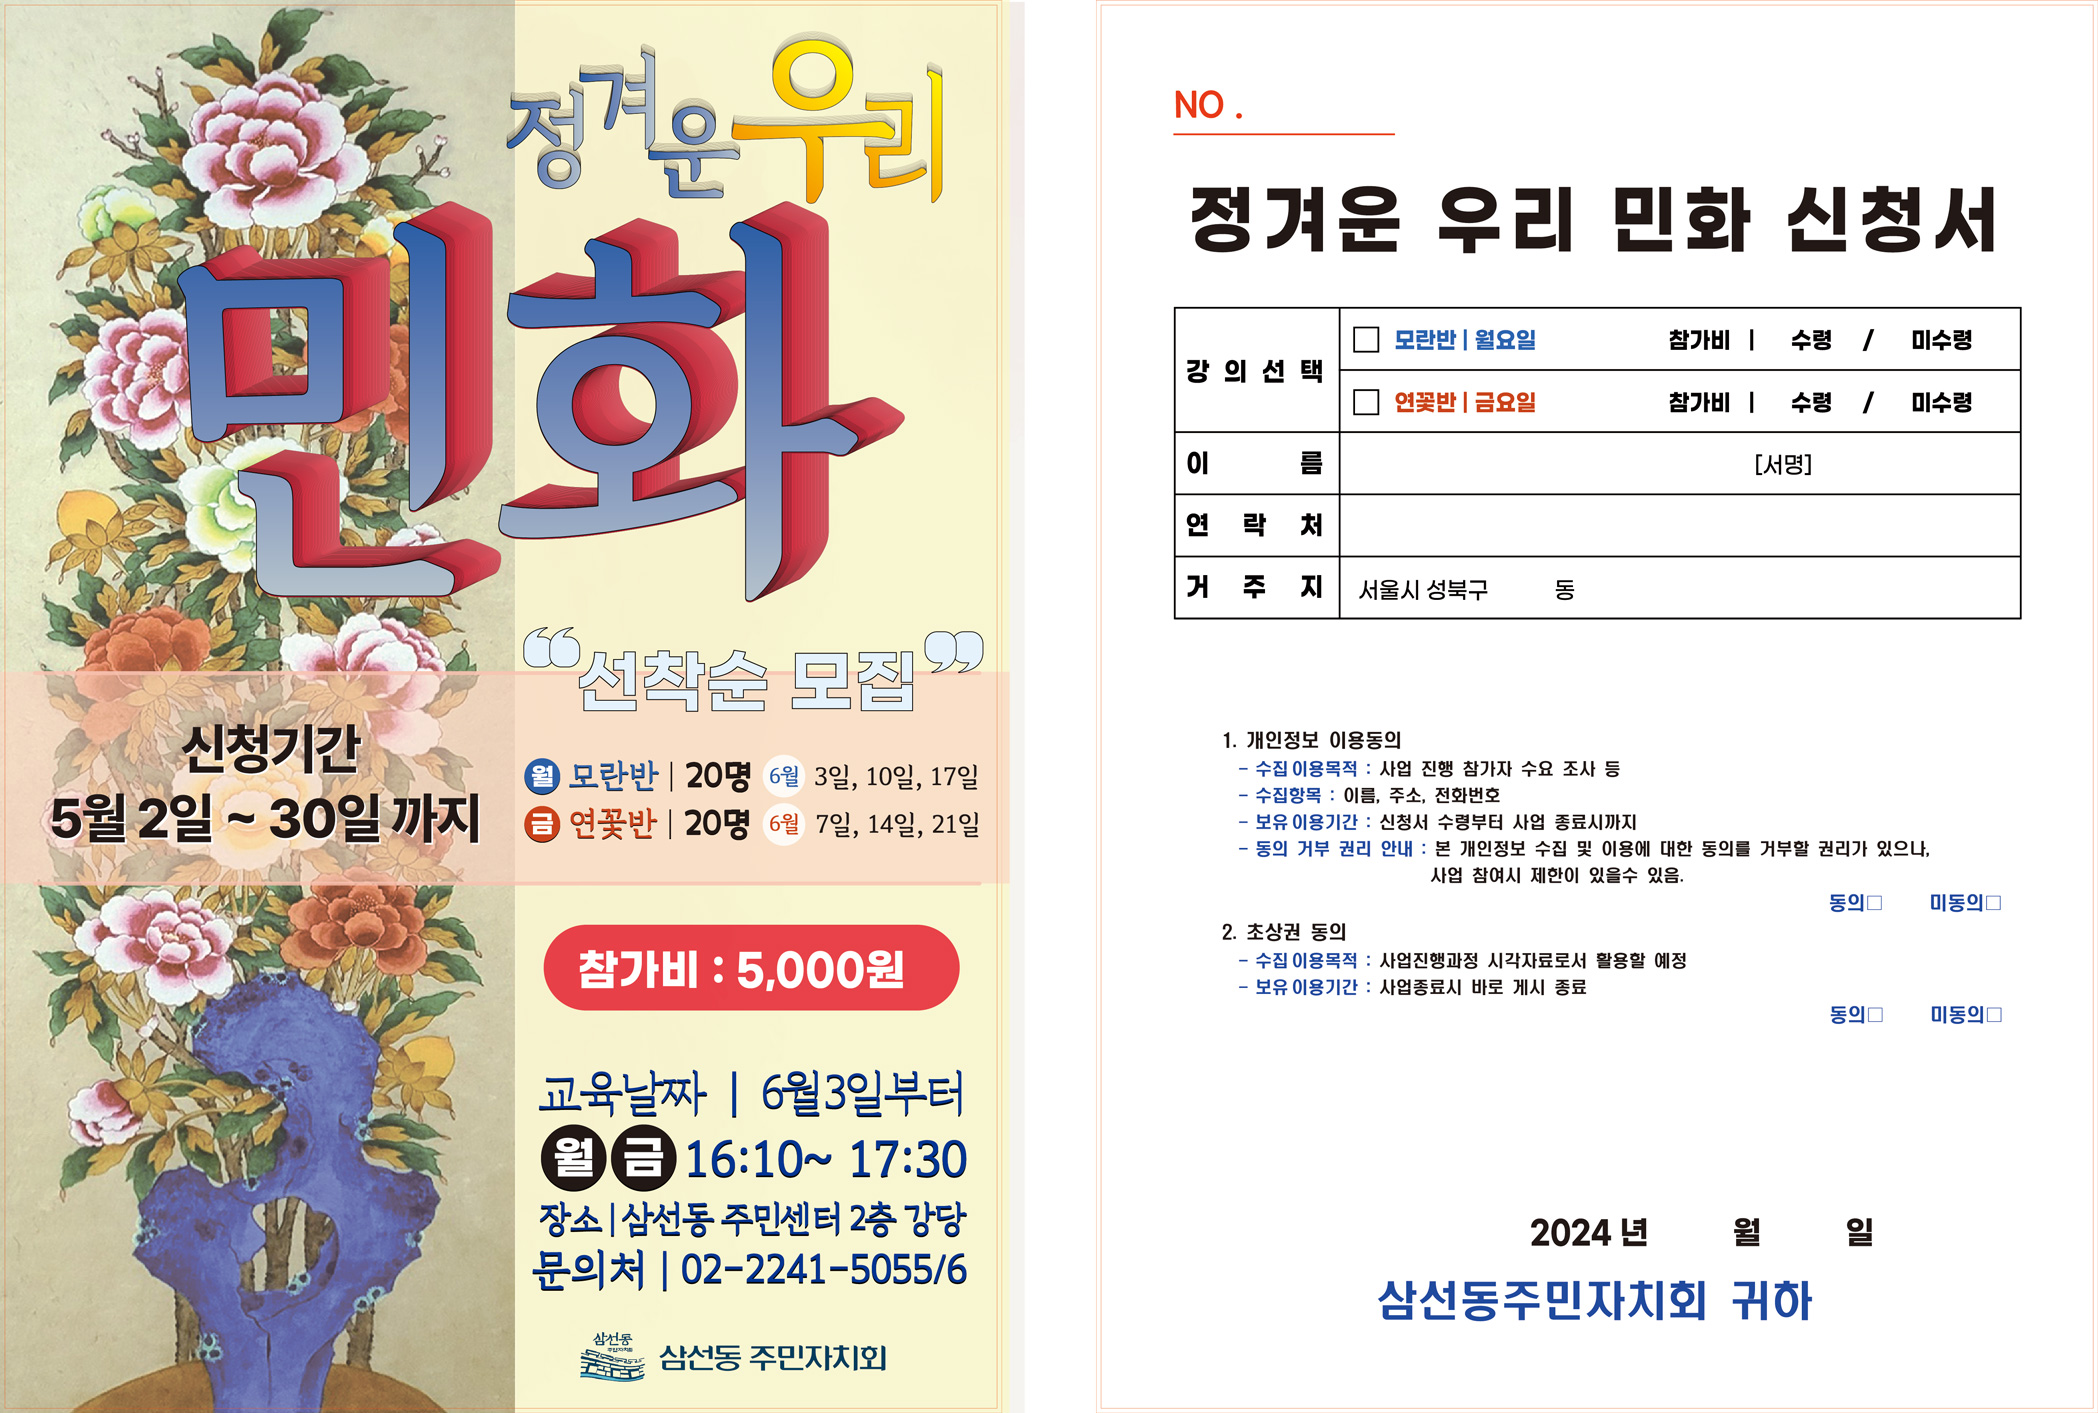 정겨운 우리
민화
“선착순 모집”
신청기간
5월 2일 ~ 30일 까지
월 모란반 | 20명 6월 3일, 10일, 17일
금 연꽃반 | 20명 6월 7일, 14일, 21일
참가비 : 5,000원
교육날짜 | 6월3일부터
월 금 16:10~ 17:30
장소 | 삼선동 주민센터 2층 강당
문의처 | 02-2241-5055/6
삼선동
주민자치회
삼선동 주민자치회
NO .
정겨운 우리 민화 신청서
강 의 선 택
□ 모란반 | 월요일 참가비 | 수령 / 미수령
□ 연꽃반 | 금요일 참가비 | 수령 / 미수령
이 름 [서명]
연 락 처
거 주 지 서울시 성북구 동
1. 개인정보 이용동의
- 수집 이용목적 : 사업 진행 참가자 수요 조사 등
- 수집항목 : 이름, 주소, 전화번호
- 보유 이용기간 : 신청서 수령부터 사업 종료시까지
- 동의 거부 권리 안내 : 본 개인정보 수집 및 이용에 대한 동의를 거부할 권리가 있으나,
사업 참여시 제한이 있을수 있음.
동의□ 미동의□
2. 초상권 동의
- 수집 이용목적 : 사업진행과정 시각자료로서 활용할 예정
- 보유 이용기간 : 사업종료시 바로 게시 종료
동의□ 미동의□
2024 년 월 일
삼선동주민자치회 귀하